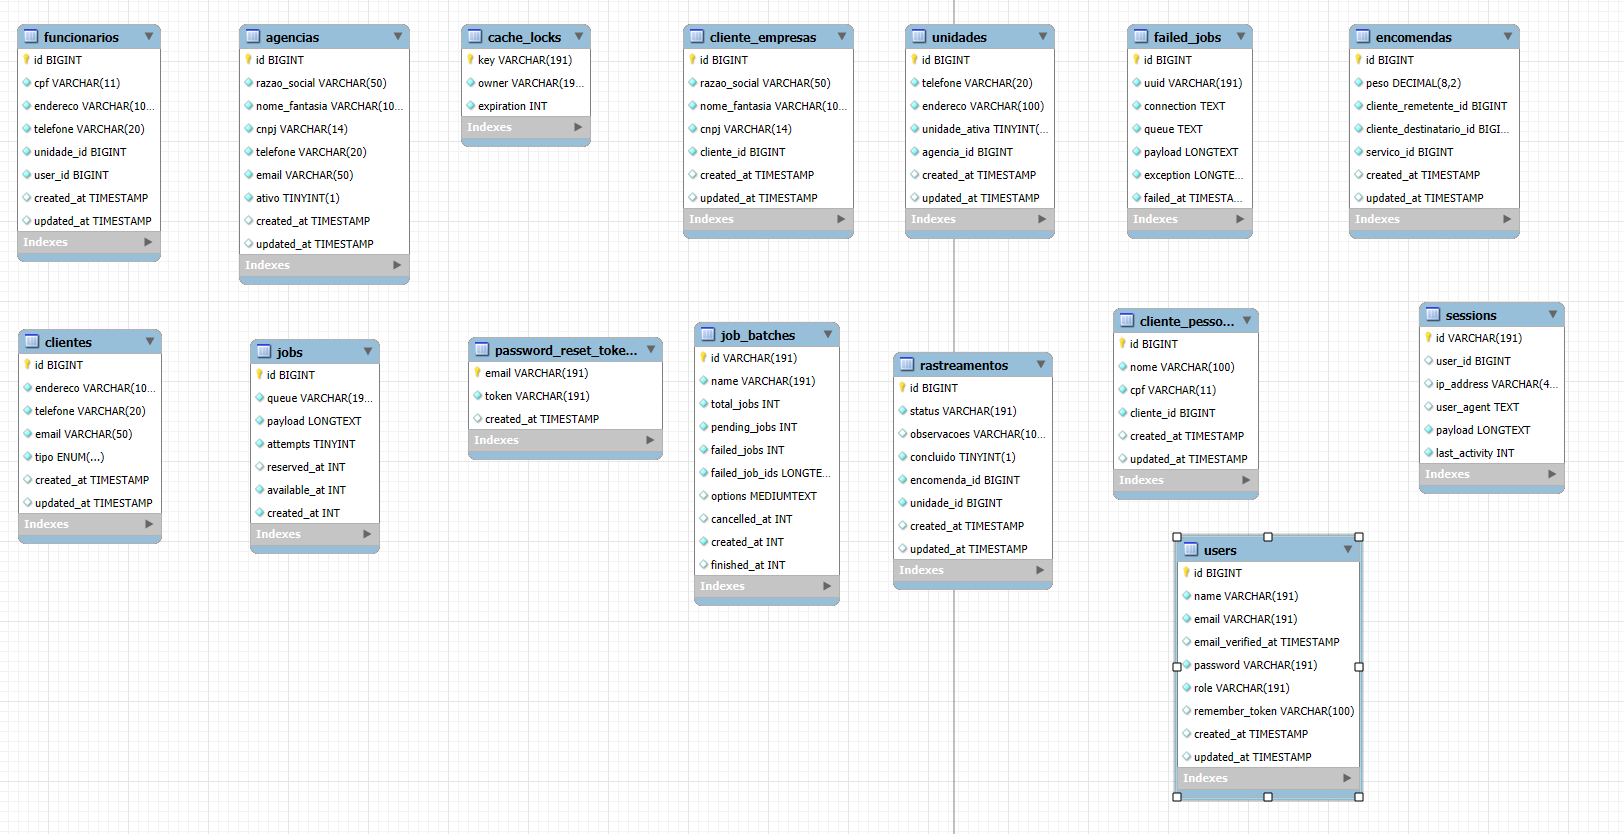 funcionarios
id BIGINT
cpf VARCHAR(11)
endereco VARCHAR(10...
telefone VARCHAR(20)
unidade_id BIGINT
user_id BIGINT
created_at TIMESTAMP
updated_at TIMESTAMP
Indexes
agencias
id BIGINT
razao_social VARCHAR(50)
nome_fantasia VARCHAR(10...
cnpj VARCHAR(14)
telefone VARCHAR(20)
email VARCHAR(50)
ativo TINYINT(1)
created_at TIMESTAMP
updated_at TIMESTAMP
Indexes
cache_locks
key VARCHAR(191)
owner VARCHAR(19...
expiration INT
Indexes
cliente_empresas
id BIGINT
razao_social VARCHAR(50)
nome_fantasia VARCHAR(10...
cnpj VARCHAR(14)
cliente_id BIGINT
created_at TIMESTAMP
updated_at TIMESTAMP
Indexes
unidades
id BIGINT
telefone VARCHAR(20)
endereco VARCHAR(100)
unidade_ativa TINYINT(...
agencia_id BIGINT
created_at TIMESTAMP
updated_at TIMESTAMP
Indexes
failed_jobs
id BIGINT
uuid VARCHAR(191)
connection TEXT
queue TEXT
payload LONGTEXT
exception LONGTE...
failed_at TIMESTA...
Indexes
encomendas
id BIGINT
peso DECIMAL(8,2)
cliente_remetente_id BIGINT
cliente_destinatario_id BIGI...
servico_id BIGINT
created_at TIMESTAMP
updated_at TIMESTAMP
Indexes
clientes
id BIGINT
endereco VARCHAR(10...
telefone VARCHAR(20)
email VARCHAR(50)
tipo ENUM(...)
created_at TIMESTAMP
updated_at TIMESTAMP
Indexes
jobs
id BIGINT
queue VARCHAR(19...
payload LONGTEXT
attempts TINYINT
reserved_at INT
available_at INT
created_at INT
Indexes
password_reset_toke...
email VARCHAR(191)
token VARCHAR(191)
created_at TIMESTAMP
Indexes
job_batches
id VARCHAR(191)
name VARCHAR(191)
total_jobs INT
pending_jobs INT
failed_jobs INT
failed_job_ids LONGTE...
options MEDIUMTEXT
cancelled_at INT
created_at INT
finished_at INT
Indexes
rastreamentos
id BIGINT
status VARCHAR(191)
observacoes VARCHAR(10...
concluido TINYINT(1)
encomenda_id BIGINT
unidade_id BIGINT
created_at TIMESTAMP
updated_at TIMESTAMP
Indexes
cliente_pesso...
id BIGINT
nome VARCHAR(100)
cpf VARCHAR(11)
cliente_id BIGINT
created_at TIMESTAMP
updated_at TIMESTAMP
Indexes
sessions
id VARCHAR(191)
user_id BIGINT
ip_address VARCHAR(4...
user_agent TEXT
payload LONGTEXT
last_activity INT
Indexes
users
id BIGINT
name VARCHAR(191)
email VARCHAR(191)
email_verified_at TIMESTAMP
password VARCHAR(191)
role VARCHAR(191)
remember_token VARCHAR(100)
created_at TIMESTAMP
updated_at TIMESTAMP
Indexes